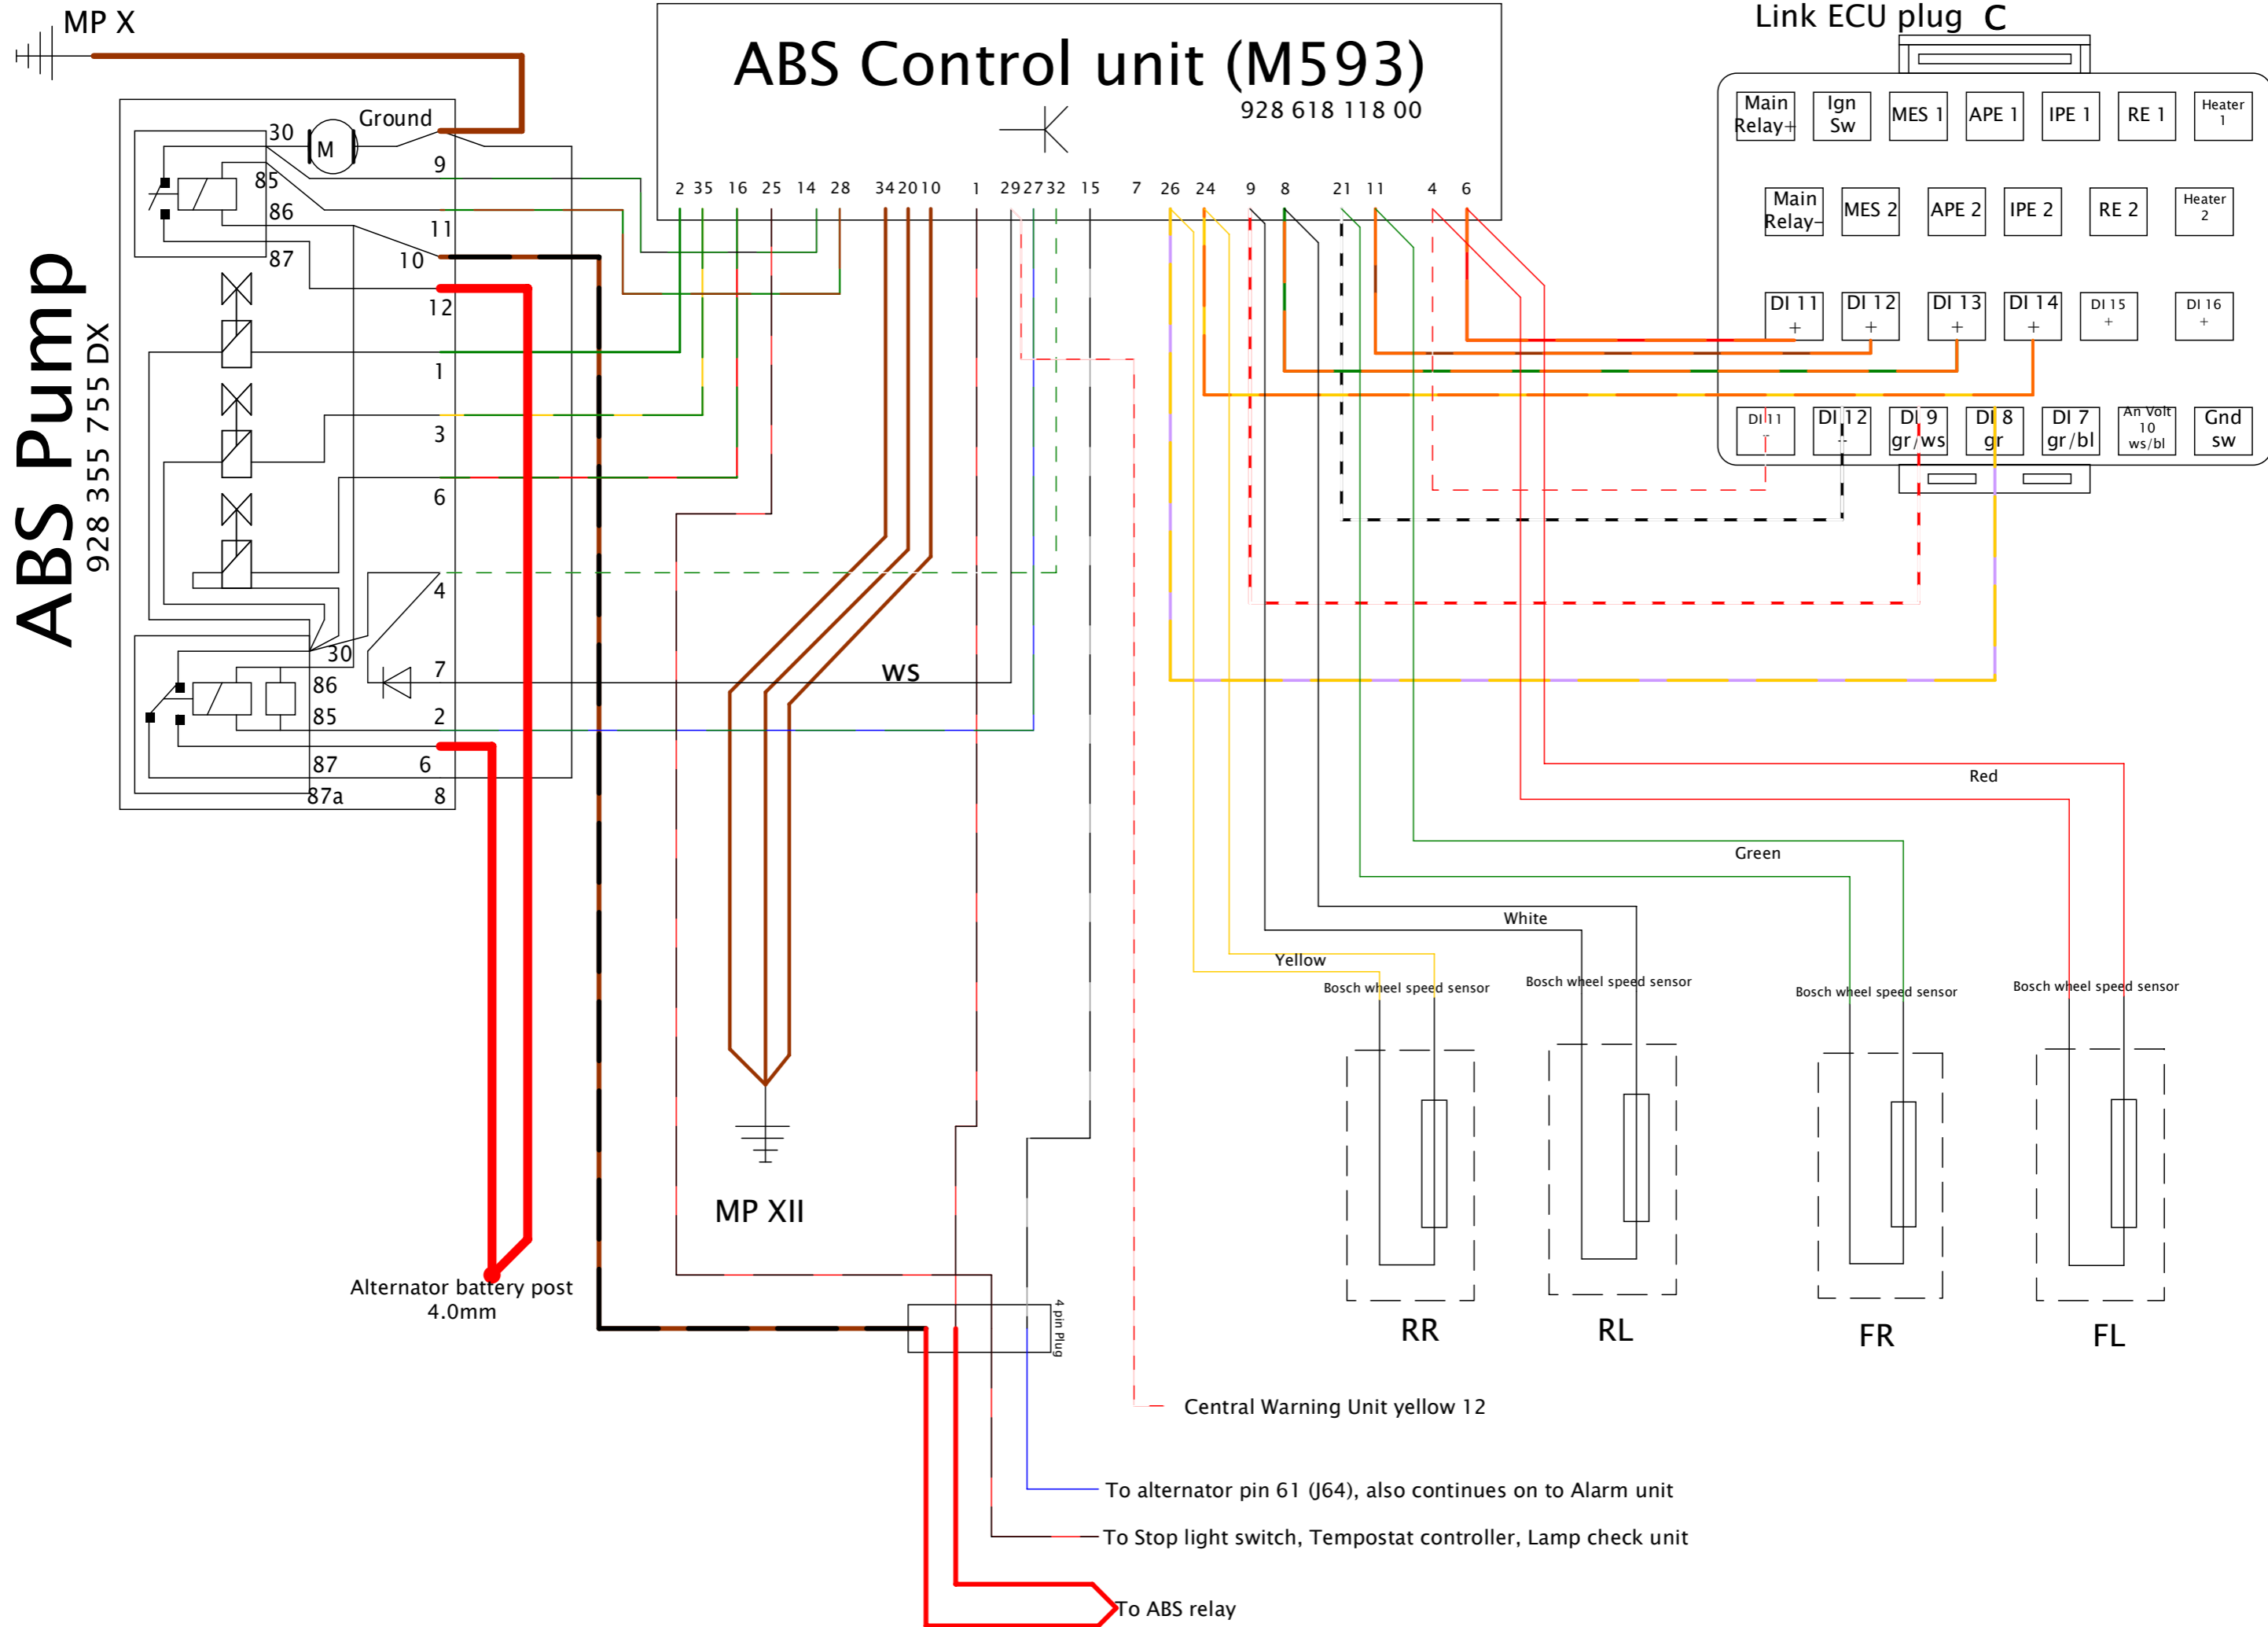 MP X
Link ECU plug C
ABS Control unit (M593)
928 618 118 00
Ground
M
30
85
86
87
9
11
10
12
1
3
6
4
7
2
6
8
30
86
85
87
87a
ABS Pump
928 355 755 DX
2 35 16 25 14 28 34 20 10 1 29 27 32 15 7 26 24 9 8 21 11 4 6
Main
Relay+
Ign
Sw
MES 1
APE 1
IPE 1
RE 1
Heater
1
Main
Relay-
MES 2
APE 2
IPE 2
RE 2
Heater
2
DI 11
+
DI 12
+
DI 13
+
DI 14
+
DI 15
+
DI 16
+
DI 11
-
DI 12
DI 9
gr/ws
DI 8
gr
DI 7
gr/bl
An Volt
10
ws/bl
Gnd
sw
ws
Red
Green
White
Yellow
Bosch wheel speed sensor
Bosch wheel speed sensor
Bosch wheel speed sensor
Bosch wheel speed sensor
RR
RL
FR
FL
MP XII
Alternator battery post
4.0mm
4 pin Plug
Central Warning Unit yellow 12
To alternator pin 61 (J64), also continues on to Alarm unit
To Stop light switch, Tempostat controller, Lamp check unit
To ABS relay